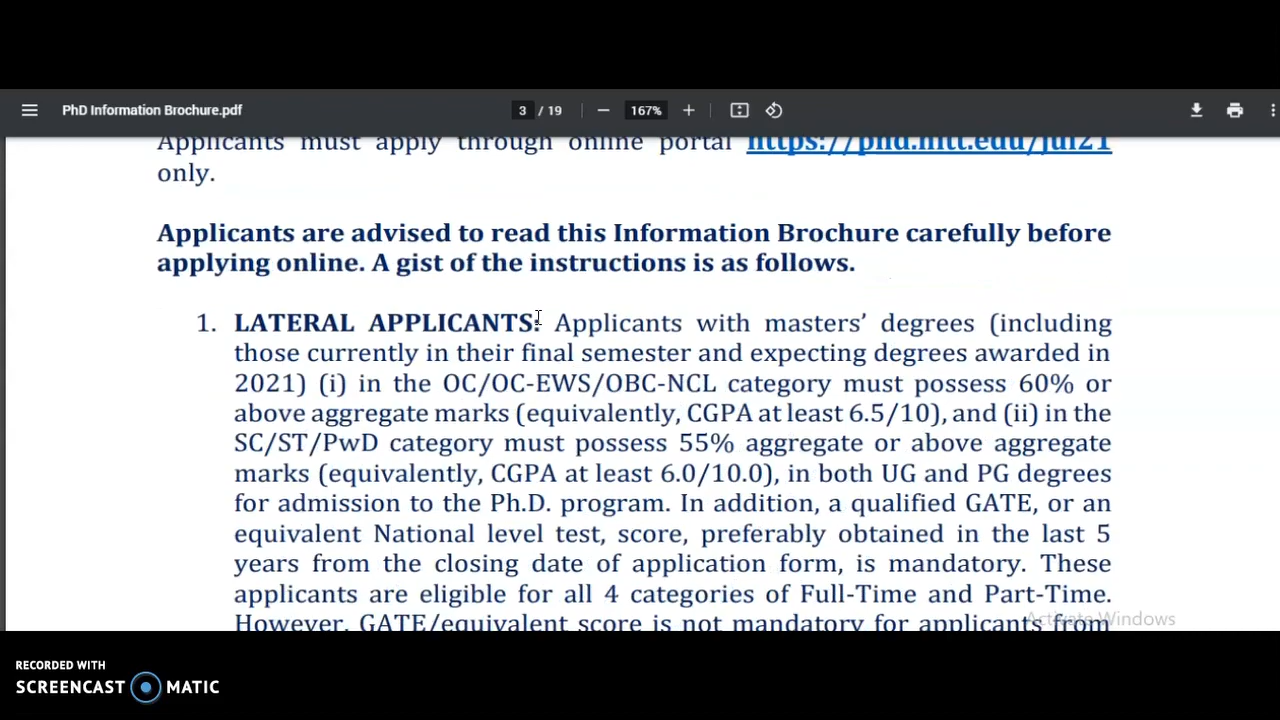 PhD Information Brochure.pdf
3 / 19
167%
Applicants must apply through online portal https://phd.nitt.edu/jul21
only.
Applicants are advised to read this Information Brochure carefully before
applying online. A gist of the instructions is as follows.
1. LATERAL APPLICANTS: Applicants with masters’ degrees (including
those currently in their final semester and expecting degrees awarded in
2021) (i) in the OC/OC-EWS/OBC-NCL category must possess 60% or
above aggregate marks (equivalently, CGPA at least 6.5/10), and (ii) in the
SC/ST/PwD category must possess 55% aggregate or above aggregate
marks (equivalently, CGPA at least 6.0/10.0), in both UG and PG degrees
for admission to the Ph.D. program. In addition, a qualified GATE, or an
equivalent National level test, score, preferably obtained in the last 5
years from the closing date of application form, is mandatory. These
applicants are eligible for all 4 categories of Full-Time and Part-Time.
However, GATE/equivalent score is not mandatory for applicants from
Activate Windows
RECORDED WITH
SCREENCAST MATIC